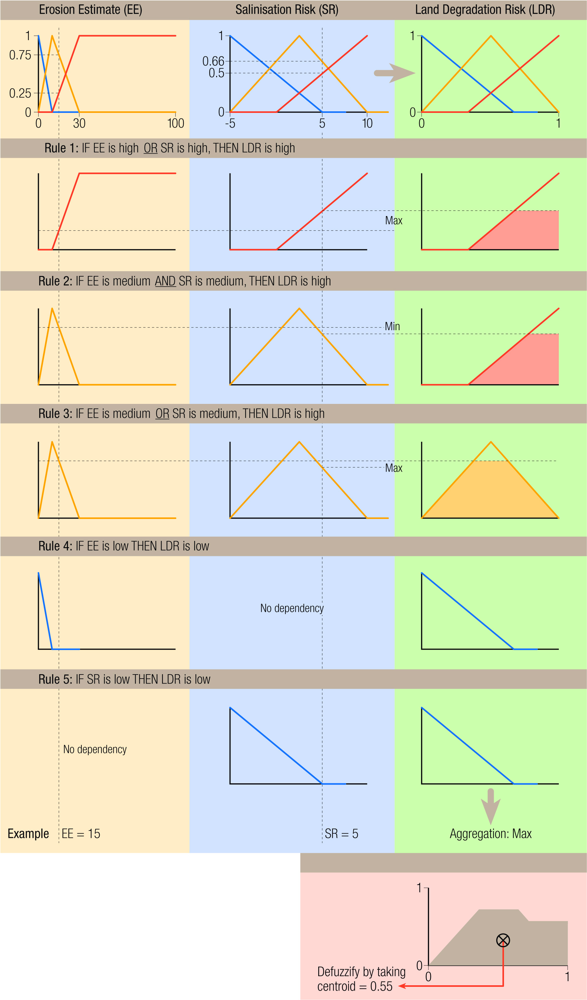 Erosion Estimate (EE)
Salinisation Risk (SR)
Land Degradation Risk (LDR)
1
0.75
0.25
0
0
30
100
1
0.66
0.5
0
-5
5
10
1
0
0
1
Rule 1: IF EE is high OR SR is high, THEN LDR is high
Max
Rule 2: IF EE is medium AND SR is medium, THEN LDR is high
Min
Rule 3: IF EE is medium OR SR is medium, THEN LDR is high
Max
Rule 4: IF EE is low THEN LDR is low
No dependency
Rule 5: IF SR is low THEN LDR is low
No dependency
Example
EE = 15
SR = 5
Aggregation: Max
1
0
0
1
Defuzzify by taking
centroid = 0.55